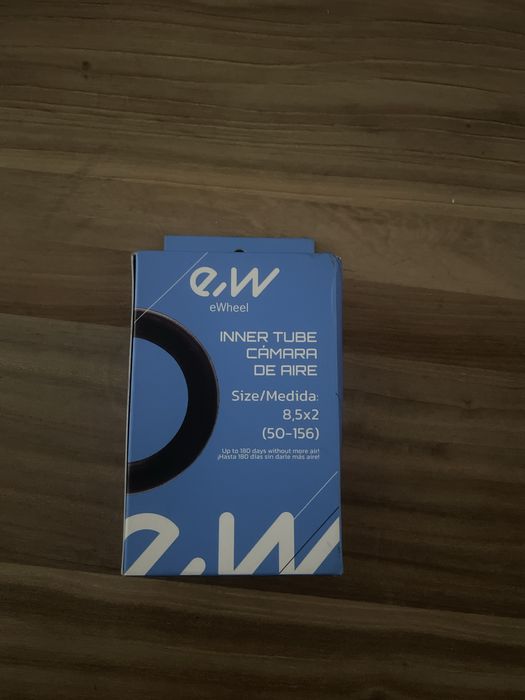 e,W
eWheel
INNER TUBE
CÁMARA
DE AIRE
Size/Medida:
8,5x2
(50-156)
Up to 180 days without more air!
¡Hasta 180 días sin darle más aire!
e,W